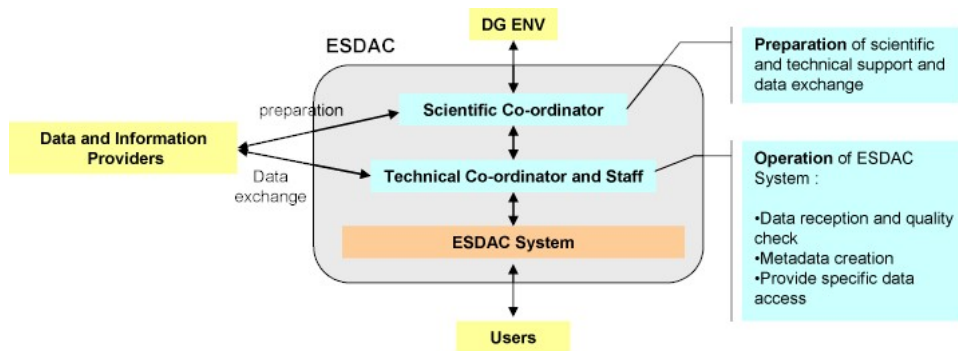 DG ENV
ESDAC
Preparation of scientific
and technical support and
data exchange
preparation
Scientific Co-ordinator
Data and Information
Providers
Data
exchange
Technical Co-ordinator and Staff
Operation of ESDAC
System :
•Data reception and quality
check
•Metadata creation
•Provide specific data
access
ESDAC System
Users